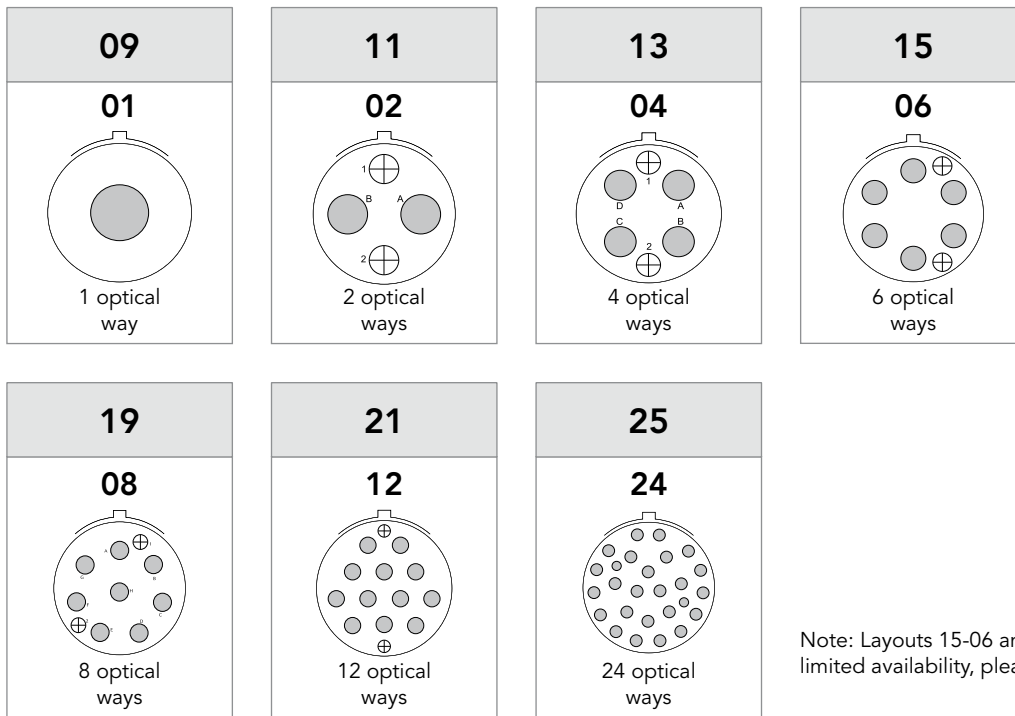 09
01
1 optical
way
11
02
1
B
A
2
2 optical
ways
13
04
1
D
A
C
B
2
4 optical
ways
15
06
6 optical
ways
19
08
A
1
G
B
H
F
C
2
E
D
8 optical
ways
21
12
12 optical
ways
25
24
24 optical
ways
Note: Layouts 15-06
limited availability, plea